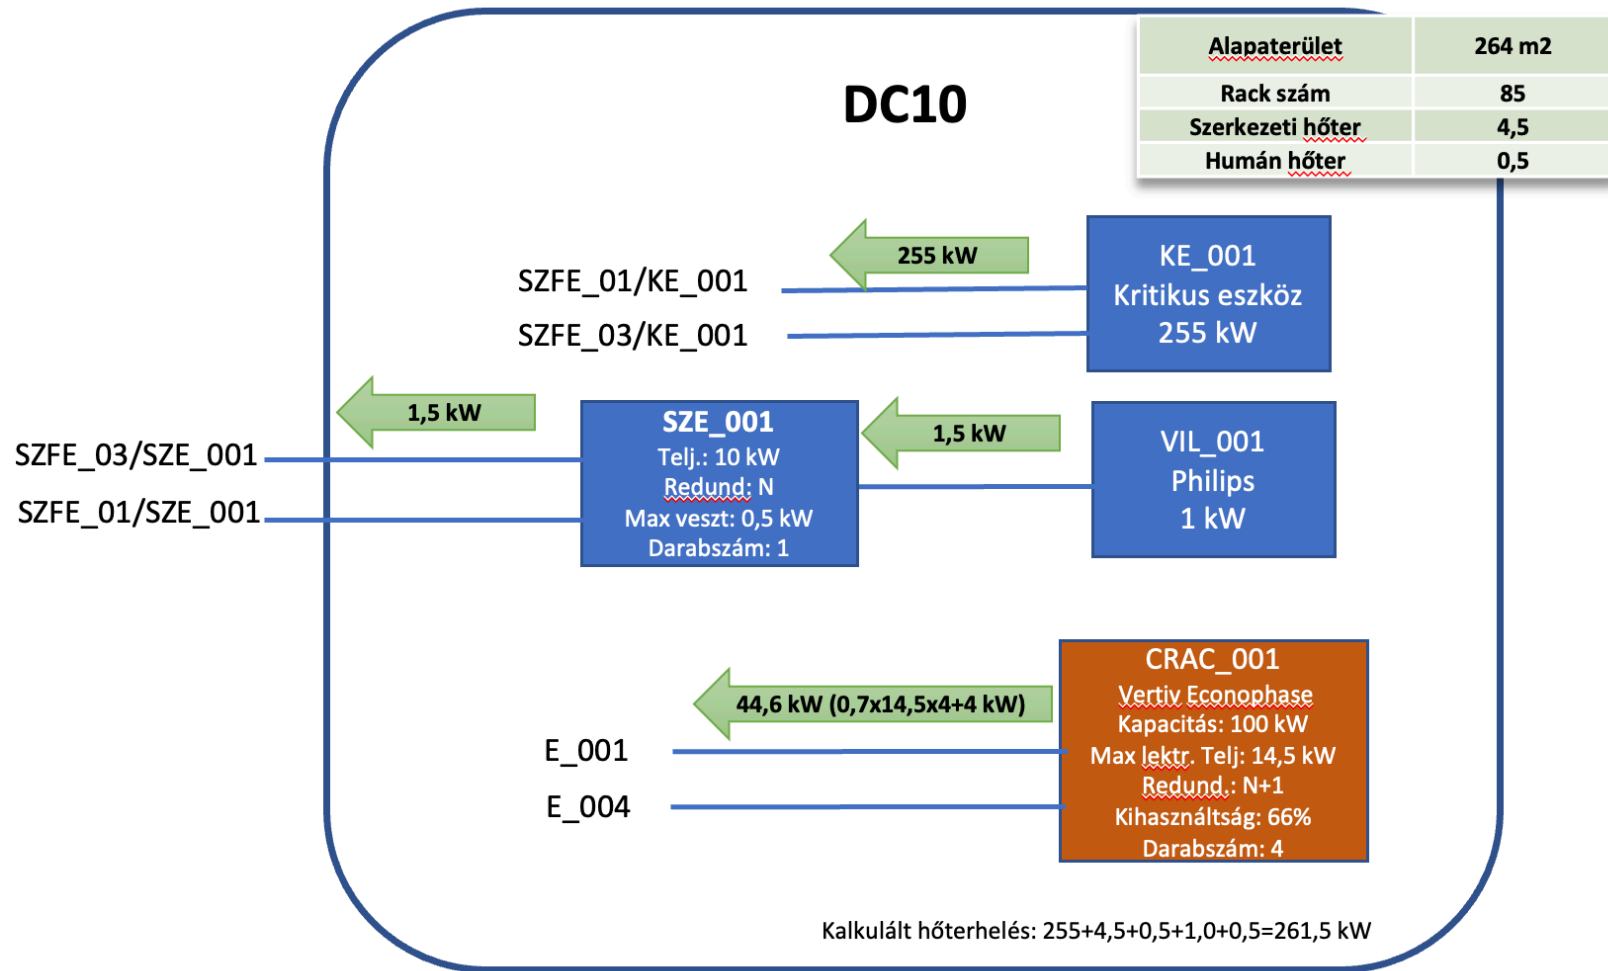 Alapaterület 264 m2
Rack szám 85
Szerkezeti hőter 4,5
Humán hőter 0,5
DC10
255 kW
SZFE_01/KE_001
SZFE_03/KE_001
KE_001
Kritikus eszköz
255 kW
1,5 kW
SZFE_03/SZE_001
SZFE_01/SZE_001
SZE_001
Telj.: 10 kW
Redund: N
Max veszt: 0,5 kW
Darabszám: 1
1,5 kW
VIL_001
Philips
1 kW
44,6 kW (0,7x14,5x4+4 kW)
E_001
E_004
CRAC_001
Vertiv Econophase
Kapacitás: 100 kW
Max lektr. Telj: 14,5 kW
Redund.: N+1
Kihasználtság: 66%
Darabszám: 4
Kalkulált hőterhelés: 255+4,5+0,5+1,0+0,5=261,5 kW